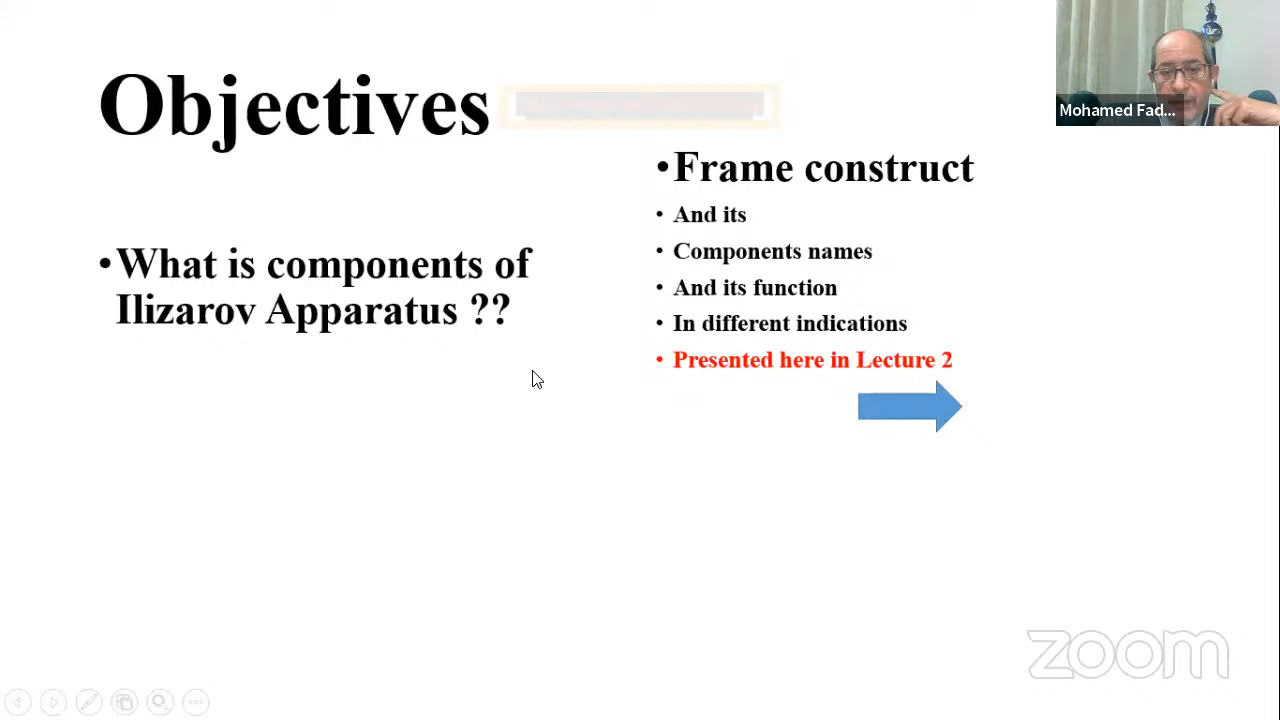 Objectives
•What is components of
Ilizarov Apparatus ??
•Frame construct
• And its
• Components names
• And its function
• In different indications
• Presented here in Lecture 2
Mohamed Fad...
zoom